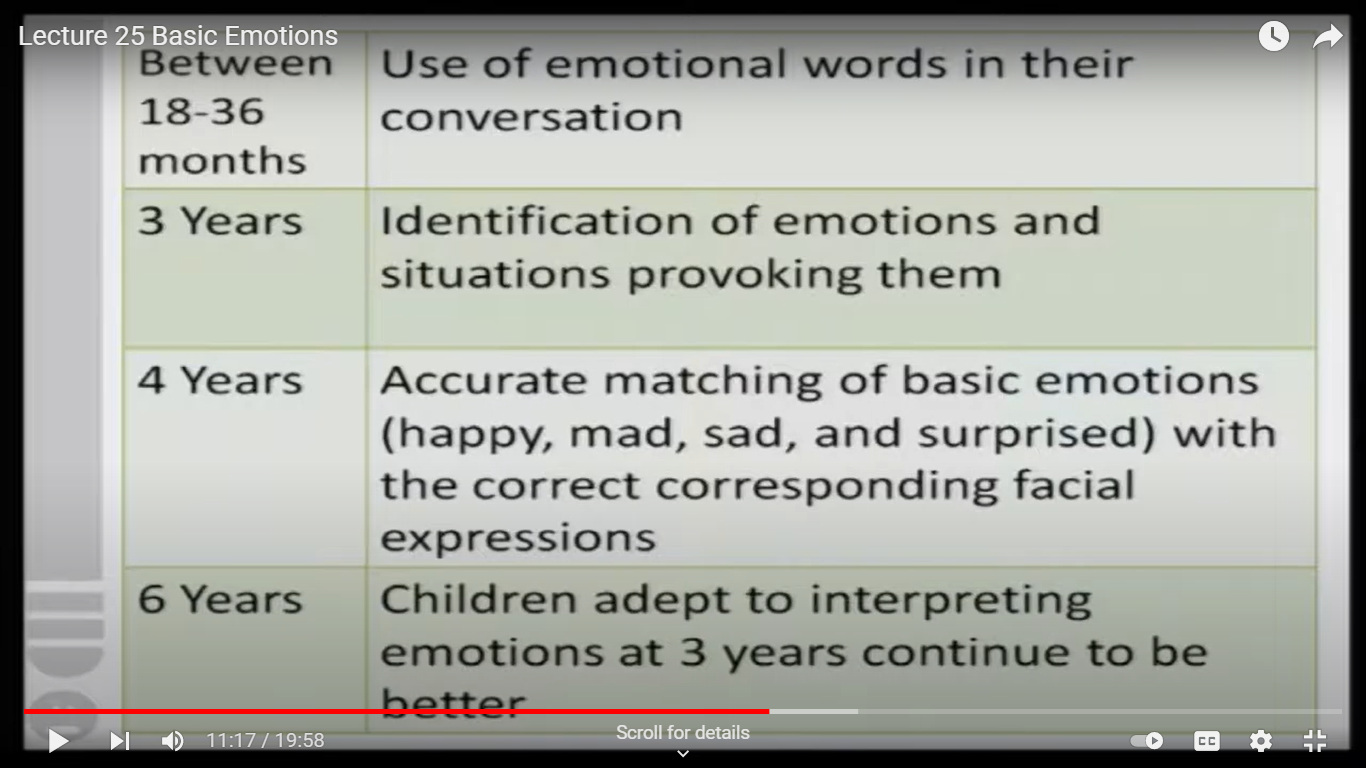 Lecture 25 Basic Emotions
Between
18-36
months
Use of emotional words in their
conversation
3 Years
Identification of emotions and
situations provoking them
4 Years
Accurate matching of basic emotions
(happy, mad, sad, and surprised) with
the correct corresponding facial
expressions
6 Years
Children adept to interpreting
emotions at 3 years continue to be
better
11:17 / 19:58
Scroll for details
CC